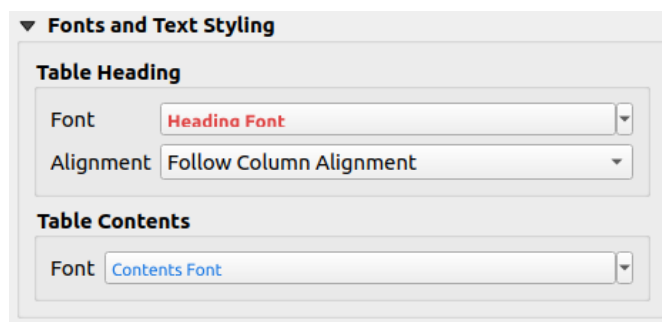 Fonts and Text Styling
Table Heading
Font Heading Font
Alignment Follow Column Alignment
Table Contents
Font Contents Font